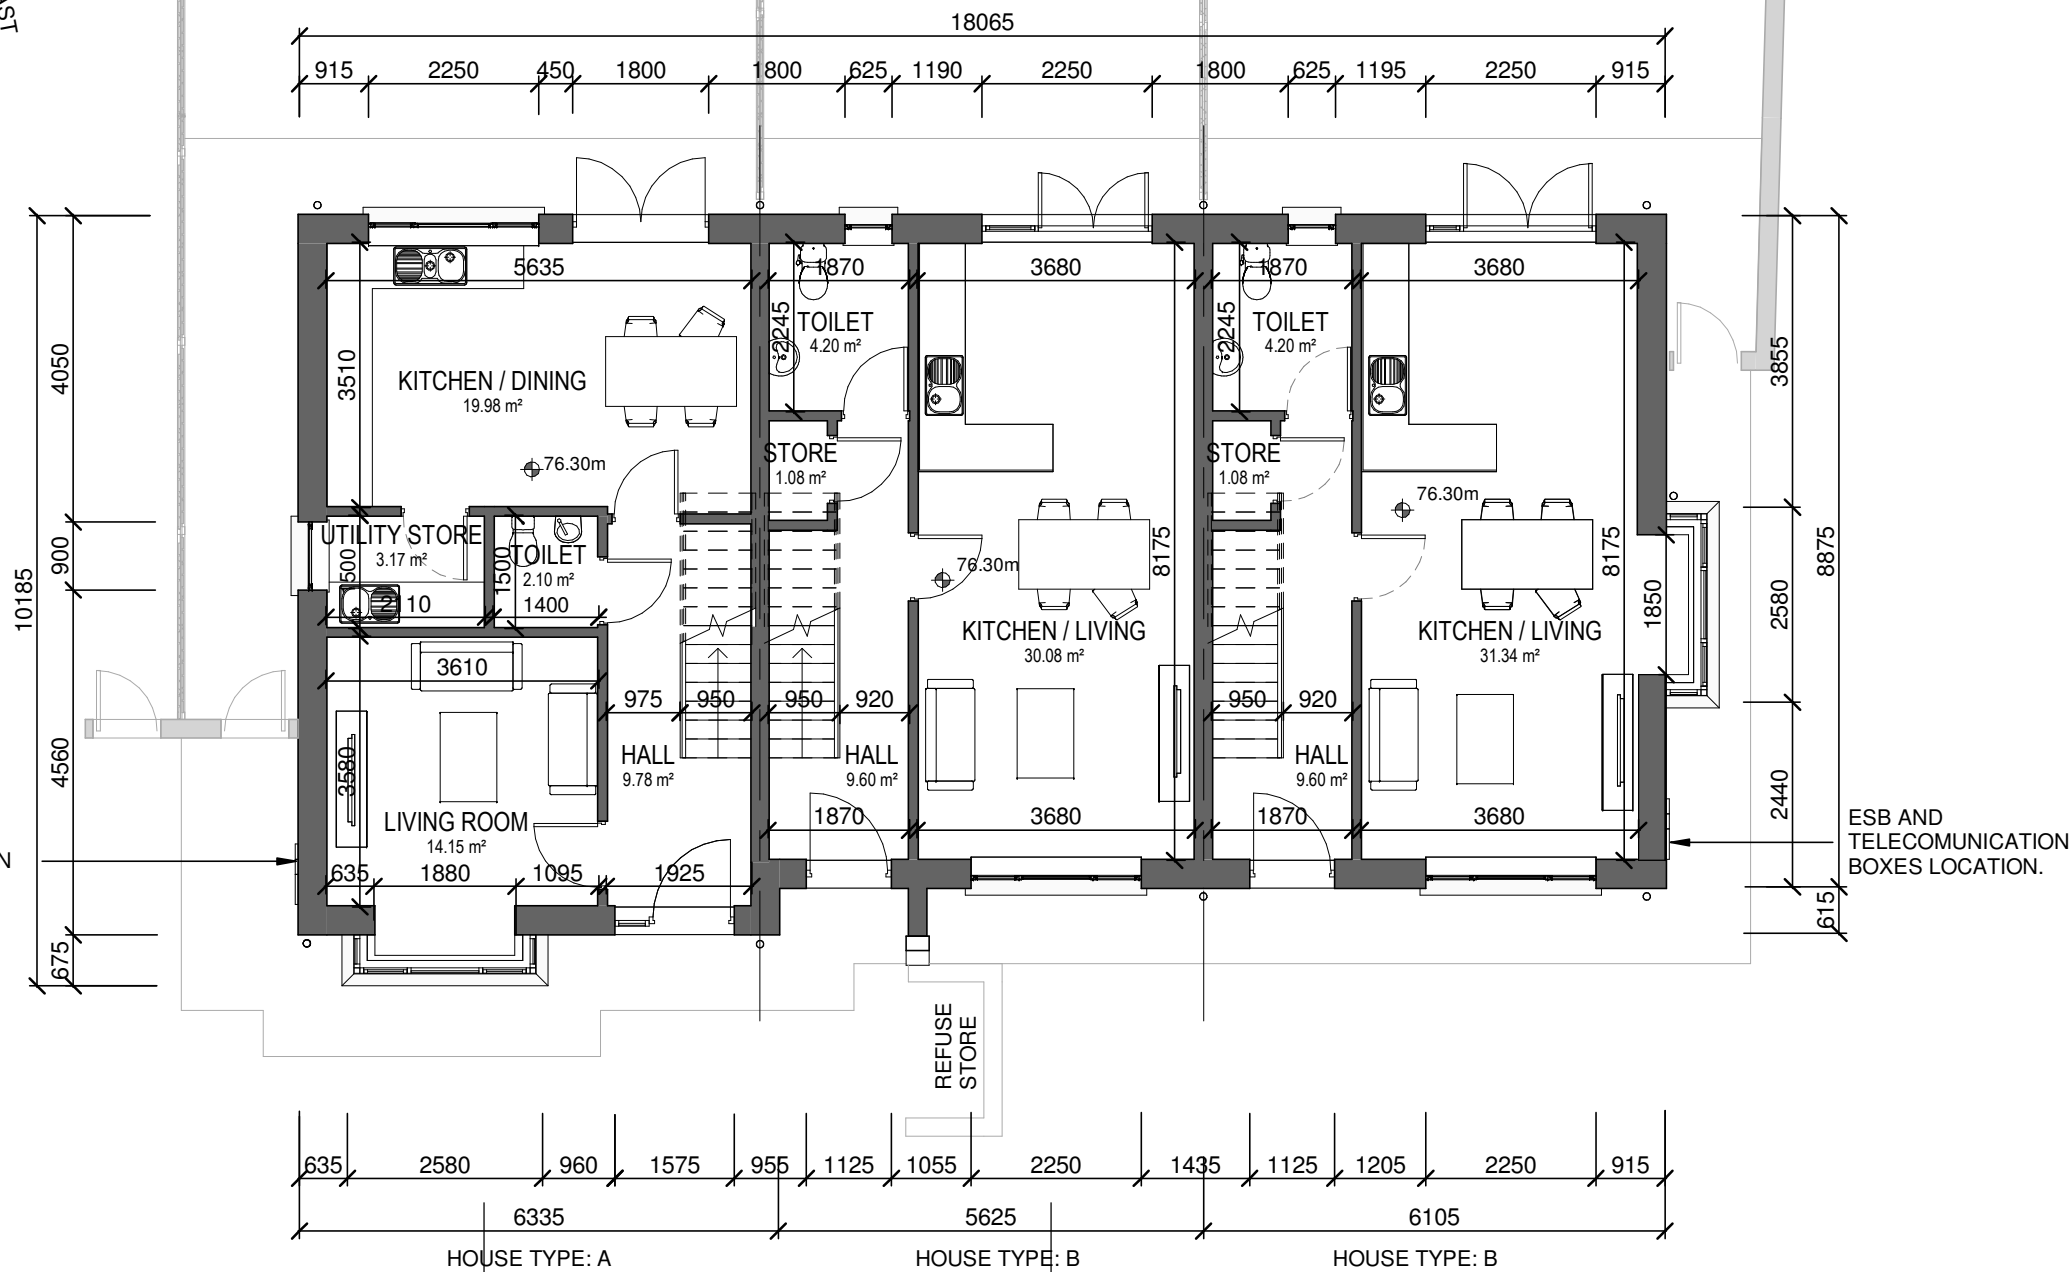 AST
18065
915 2250 450 1800 1800 625 1190 2250 1800 625 1195 2250 915
5635 1870 3680 1870 3680
4050
3510
KITCHEN / DINING
19.98 m²
76.30m
2245
TOILET
4.20 m²
STORE
1.08 m²
2245
TOILET
4.20 m²
STORE
1.08 m²
76.30m
76.30m
3855
10185
900
UTILITY STORE
3.17 m²
500
2110
TOILET
2.10 m²
1500
1400
8175
KITCHEN / LIVING
30.08 m²
8175
KITCHEN / LIVING
31.34 m²
1850
2580
8875
3610
975 950 950 920 950 920
4560
3580
HALL
9.78 m²
HALL
9.60 m²
HALL
9.60 m²
2440
LIVING ROOM
14.15 m²
1870 3680 1870 3680
635 1880 1095 1925
N
ESB AND
TELECOMUNICATION
BOXES LOCATION.
675
615
REFUSE
STORE
635 2580 960 1575 955 1125 1055 2250 1435 1125 1205 2250 915
6335 5625 6105
HOUSE TYPE: A HOUSE TYPE: B HOUSE TYPE: B